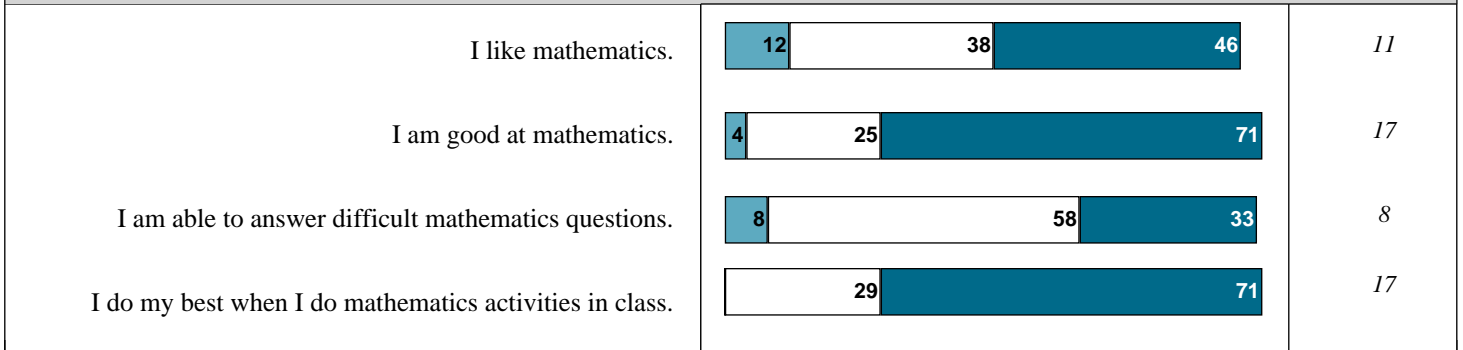 I like mathematics. 12 38 46 11
I am good at mathematics. 4 25 71 17
I am able to answer difficult mathematics questions. 8 58 33 8
I do my best when I do mathematics activities in class. 29 71 17